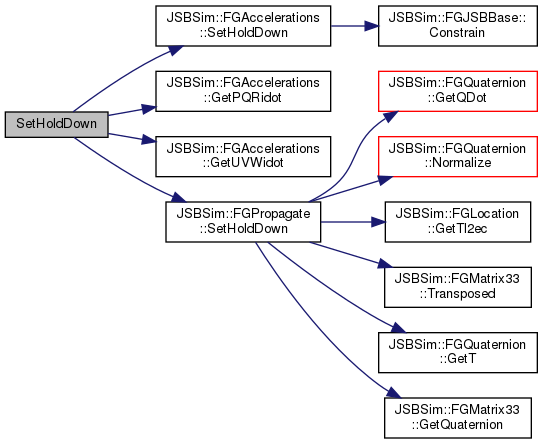 SetHoldDown
JSBSim::FGAccelerations
::SetHoldDown
JSBSim::FGJSBBase::
Constrain
JSBSim::FGAccelerations
::GetPQRidot
JSBSim::FGAccelerations
::GetUVWidot
JSBSim::FGPropagate
::SetHoldDown
JSBSim::FGQuaternion
::GetQDot
JSBSim::FGQuaternion
::Normalize
JSBSim::FGLocation
::GetTl2ec
JSBSim::FGMatrix33
::Transposed
JSBSim::FGQuaternion
::GetT
JSBSim::FGMatrix33
::GetQuaternion